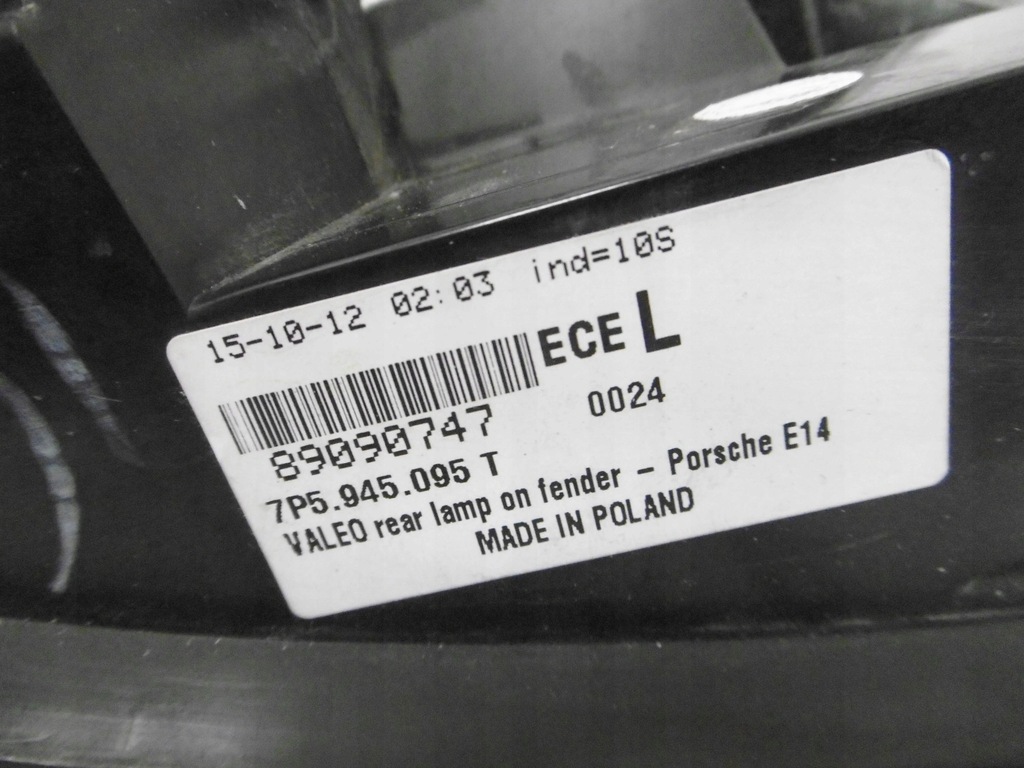 15-10-12 02:03 ind=10S
ECE L
89090747 0024
7P5.945.095 T
VALEO rear lamp on fender - Porsche E14
MADE IN POLAND